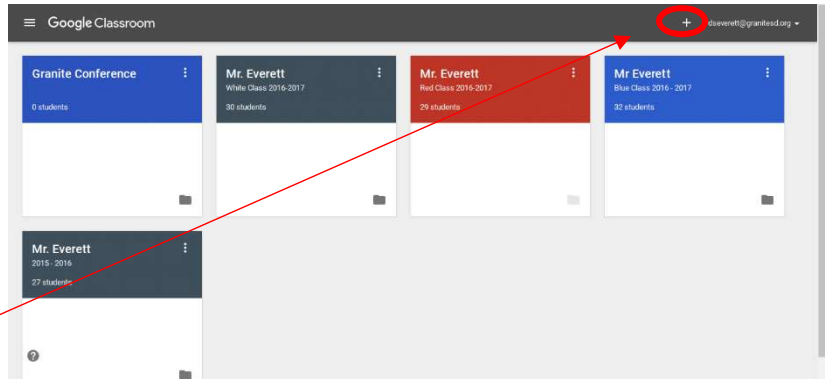 Google Classroom
+ dseverett@granitesd.org
Granite Conference
0 students
Mr. Everett
White Class 2016-2017
30 students
Mr. Everett
Red Class 2016-2017
29 students
Mr Everett
Blue Class 2016 - 2017
32 students
Mr. Everett
2015 - 2016
27 students
?